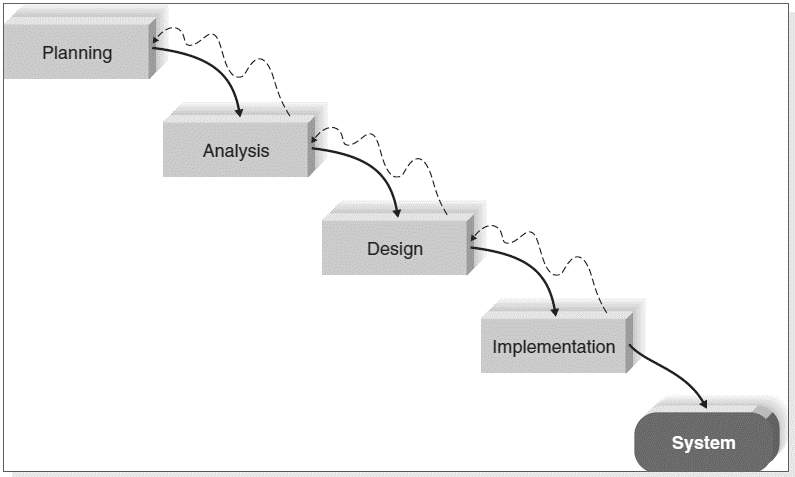 Planning
Analysis
Design
Implementation
System